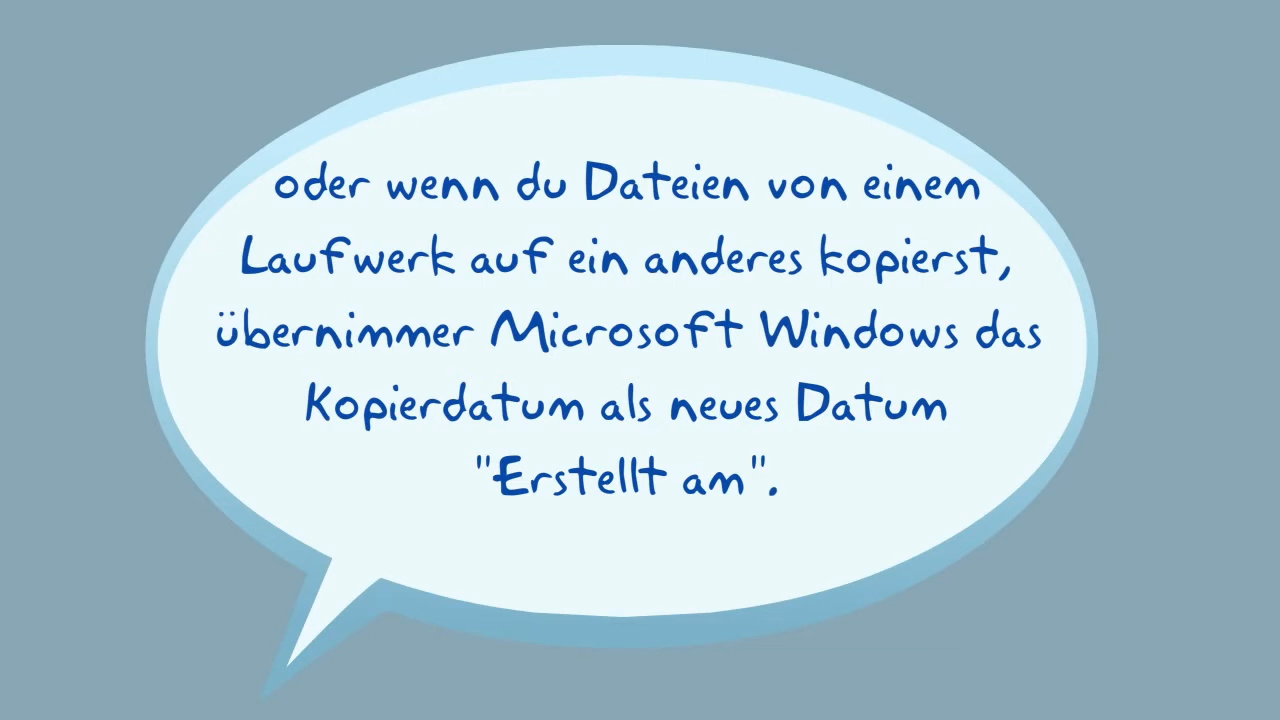 oder wenn du Dateien von einem
Laufwerk auf ein anderes kopierst,
übernimmer Microsoft Windows das
Kopierdatum als neues Datum
"Erstellt am".